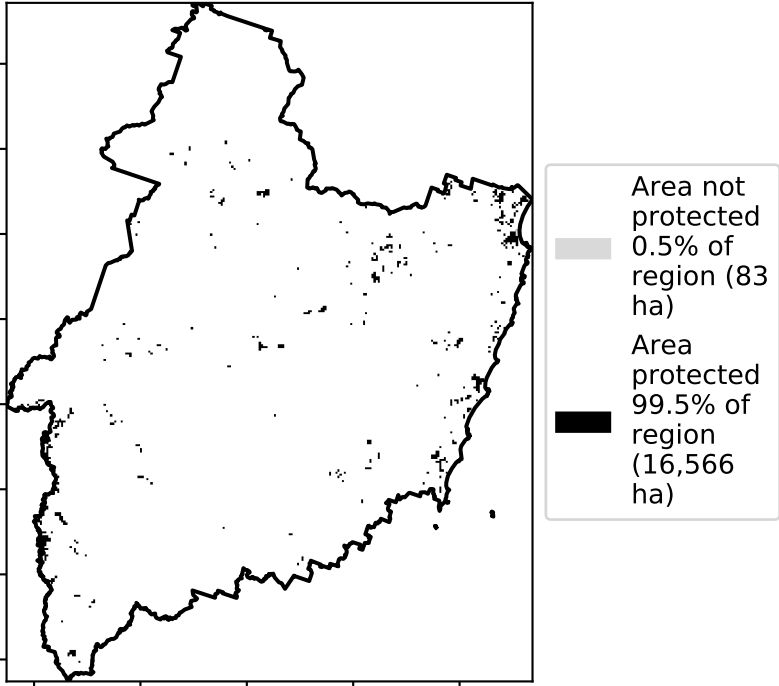 Area not
protected
0.5% of
region (83
ha)
Area
protected
99.5% of
region
(16,566
ha)